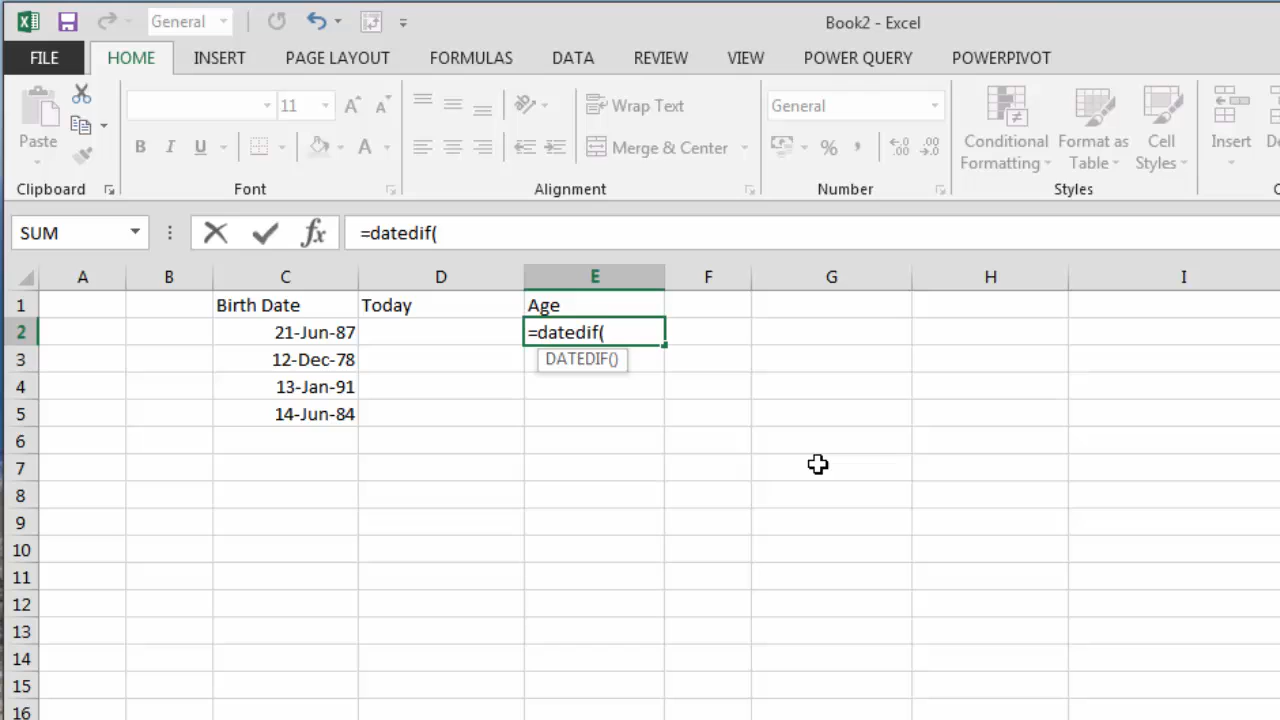 General
Book2 - Excel
FILE HOME INSERT PAGE LAYOUT FORMULAS DATA REVIEW VIEW POWER QUERY POWERPIVOT
Paste
11
B I U A
Wrap Text
Merge & Center
General
%
Conditional Formatting
Format as Table
Cell Styles
Insert
Clipboard Font Alignment Number Styles
SUM fx =datedif(
A B C D E F G H I
1 Birth Date Today Age
2 21-Jun-87 =datedif(
3 12-Dec-78 DATEDIF()
4 13-Jan-91
5 14-Jun-84
6
7
8
9
10
11
12
13
14
15
16